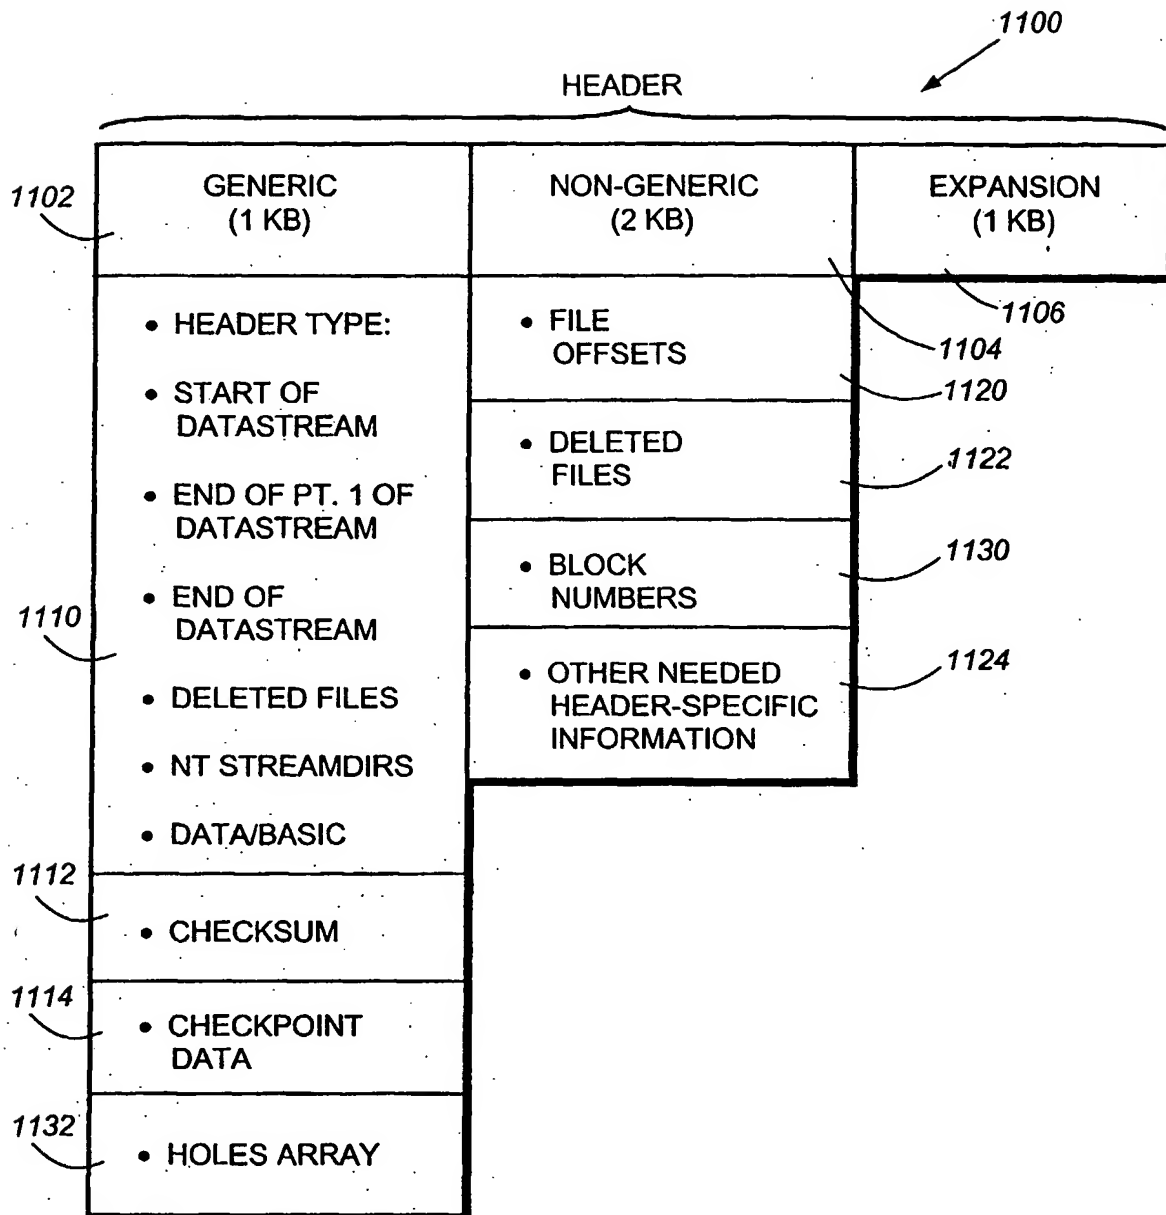 1100
HEADER
1102
GENERIC
(1 KB)
NON-GENERIC
(2 KB)
EXPANSION
(1 KB)
1106
1104
1110
• HEADER TYPE:
• START OF
DATASTREAM
• END OF PT. 1 OF
DATASTREAM
• END OF
DATASTREAM
• DELETED FILES
• NT STREAMDIRS
• DATA/BASIC
1112
• CHECKSUM
1114
• CHECKPOINT
DATA
1132
• HOLES ARRAY
• FILE
OFFSETS
1120
• DELETED
FILES
1122
• BLOCK
NUMBERS
1130
• OTHER NEEDED
HEADER-SPECIFIC
INFORMATION
1124